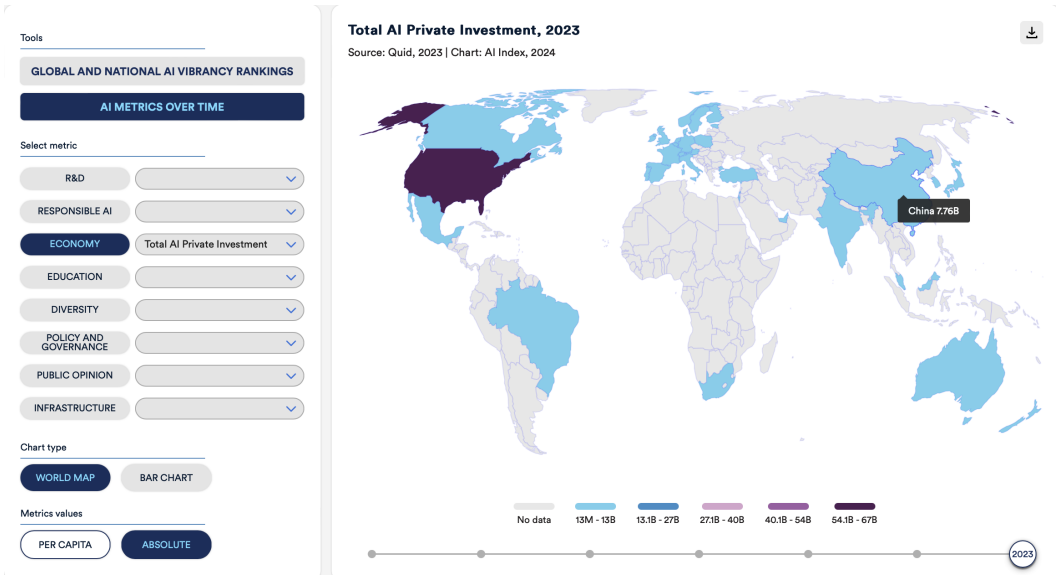 Tools
GLOBAL AND NATIONAL AI VIBRANCY RANKINGS
AI METRICS OVER TIME
Select metric
R&D
RESPONSIBLE AI
ECONOMY Total AI Private Investment
EDUCATION
DIVERSITY
POLICY AND
GOVERNANCE
PUBLIC OPINION
INFRASTRUCTURE
Chart type
WORLD MAP BAR CHART
Metrics values
PER CAPITA ABSOLUTE
Total AI Private Investment, 2023
Source: Quid, 2023 | Chart: AI Index, 2024
China 7.76B
No data 13M - 13B 13.1B - 27B 27.1B - 40B 40.1B - 54B 54.1B - 67B
2023